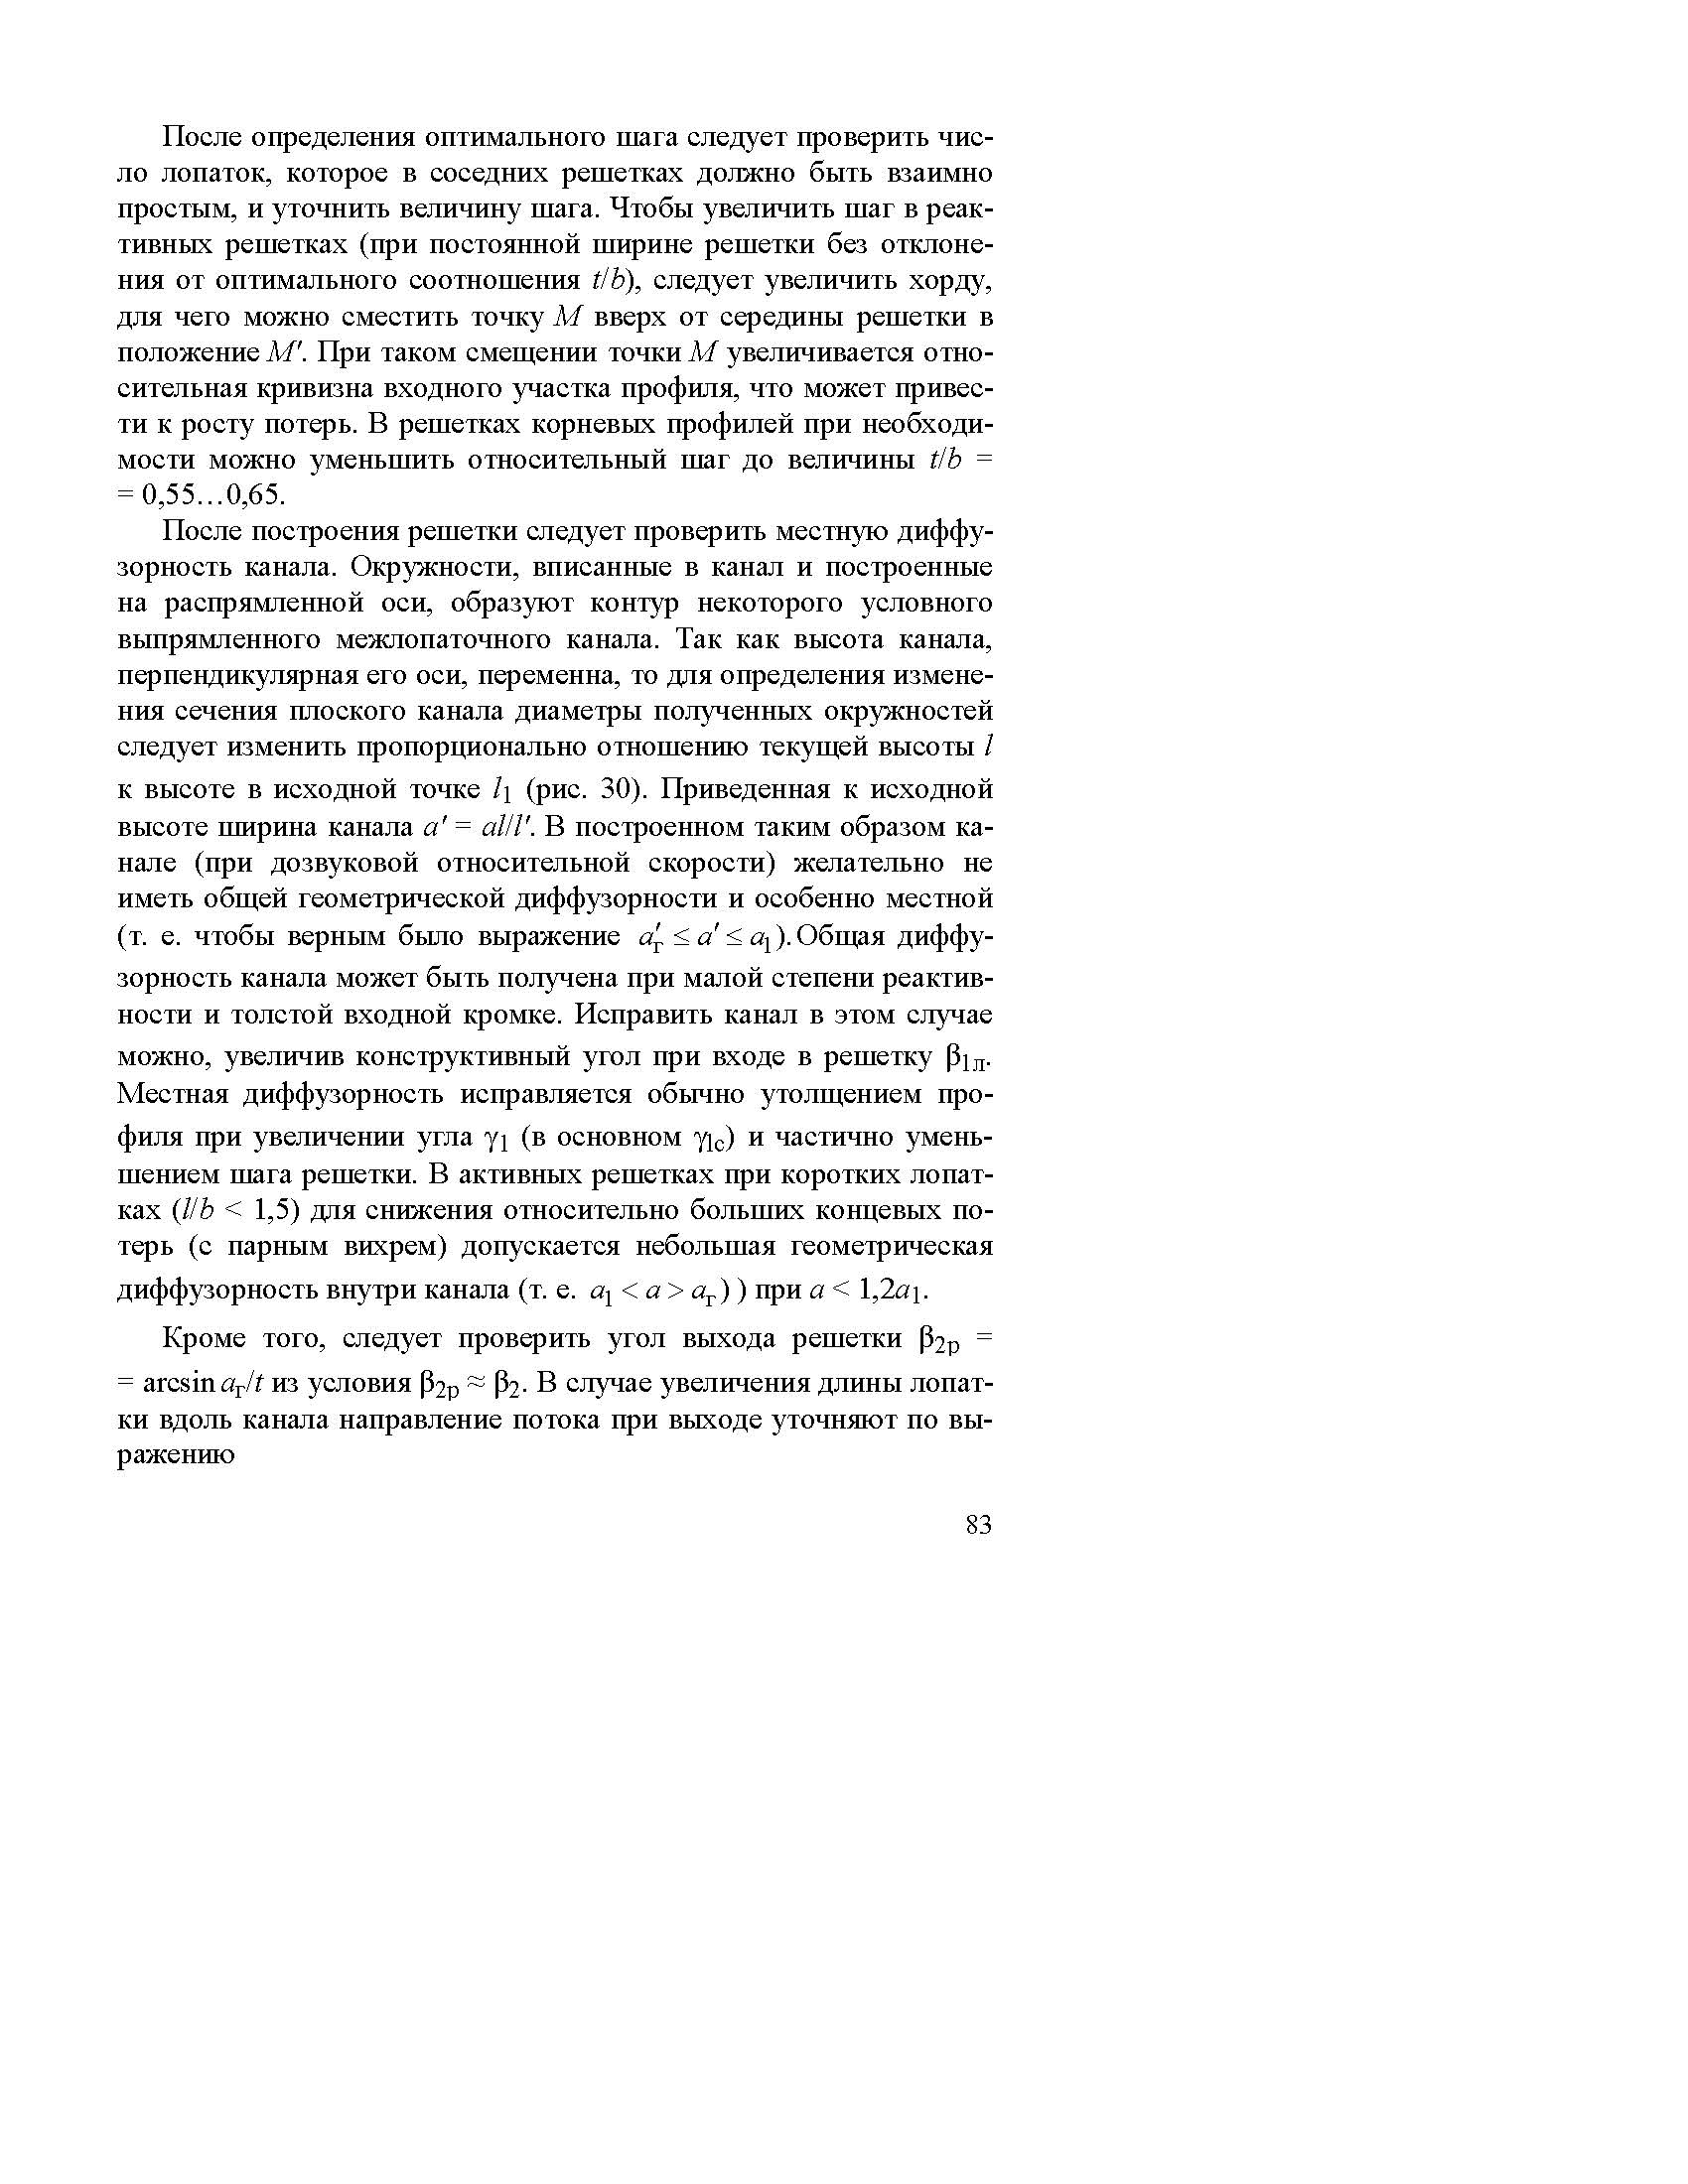 После определения оптимального шага следует проверить чис-
ло лопаток, которое в соседних решетках должно быть взаимно
простым, и уточнить величину шага. Чтобы увеличить шаг в реак-
тивных решетках (при постоянной ширине решетки без отклоне-
ния от оптимального соотношения t/b), следует увеличить хорду,
для чего можно сместить точку M вверх от середины решетки в
положение M′. При таком смещении точки M увеличивается отно-
сительная кривизна входного участка профиля, что может привес-
ти к росту потерь. В решетках корневых профилей при необходи-
мости можно уменьшить относительный шаг до величины t/b =
= 0,55…0,65.
После построения решетки следует проверить местную диффу-
зорность канала. Окружности, вписанные в канал и построенные
на распрямленной оси, образуют контур некоторого условного
выпрямленного межлопаточного канала. Так как высота канала,
перпендикулярная его оси, переменна, то для определения измене-
ния сечения плоского канала диаметры полученных окружностей
следует изменить пропорционально отношению текущей высоты l
к высоте в исходной точке l₁ (рис. 30). Приведенная к исходной
высоте ширина канала a′ = al/l′. В построенном таким образом ка-
нале (при дозвуковой относительной скорости) желательно не
иметь общей геометрической диффузорности и особенно местной
(т. е. чтобы верным было выражение a′г ≤ a′ ≤ a₁).Общая диффу-
зорность канала может быть получена при малой степени реактив-
ности и толстой входной кромке. Исправить канал в этом случае
можно, увеличив конструктивный угол при входе в решетку β1л.
Местная диффузорность исправляется обычно утолщением про-
филя при увеличении угла γ₁ (в основном γ1с) и частично умень-
шением шага решетки. В активных решетках при коротких лопат-
ках (l/b < 1,5) для снижения относительно больших концевых по-
терь (с парным вихрем) допускается небольшая геометрическая
диффузорность внутри канала (т. е. a₁ < a > aг) ) при a < 1,2a₁.
Кроме того, следует проверить угол выхода решетки β2р =
= arcsin aг/t из условия β2р ≈ β₂. В случае увеличения длины лопат-
ки вдоль канала направление потока при выходе уточняют по вы-
ражению
83